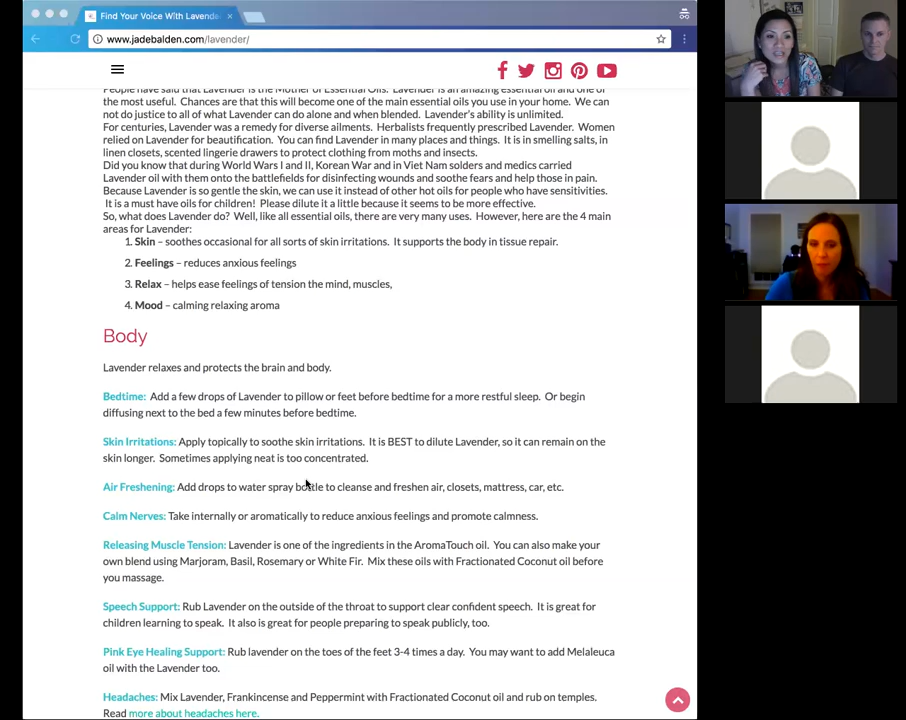 Find Your Voice With Lavende
www.jadebalden.com/lavender/
People have said that Lavender is the Mother of Essential Oils. Lavender is an amazing essential oil and one of
the most useful. Chances are that this will become one of the main essential oils you use in your home. We can
not do justice to all of what Lavender can do alone and when blended. Lavender's ability is unlimited.
For centuries, Lavender was a remedy for diverse ailments. Herbalists frequently prescribed Lavender. Women
relied on Lavender for beautification. You can find Lavender in many places and things. It is in smelling salts, in
linen closets, scented lingerie drawers to protect clothing from moths and insects.
Did you know that during World Wars I and II, Korean War and in Viet Nam solders and medics carried
Lavender oil with them onto the battlefields for disinfecting wounds and soothe fears and help those in pain.
Because Lavender is so gentle the skin, we can use it instead of other hot oils for people who have sensitivities.
It is a must have oils for children! Please dilute it a little because it seems to be more effective.
So, what does Lavender do? Well, like all essential oils, there are very many uses. However, here are the 4 main
areas for Lavender:
1. Skin – soothes occasional for all sorts of skin irritations. It supports the body in tissue repair.
2. Feelings – reduces anxious feelings
3. Relax – helps ease feelings of tension the mind, muscles,
4. Mood – calming relaxing aroma
Body
Lavender relaxes and protects the brain and body.
Bedtime: Add a few drops of Lavender to pillow or feet before bedtime for a more restful sleep. Or begin
diffusing next to the bed a few minutes before bedtime.
Skin Irritations: Apply topically to soothe skin irritations. It is BEST to dilute Lavender, so it can remain on the
skin longer. Sometimes applying neat is too concentrated.
Air Freshening: Add drops to water spray bottle to cleanse and freshen air, closets, mattress, car, etc.
Calm Nerves: Take internally or aromatically to reduce anxious feelings and promote calmness.
Releasing Muscle Tension: Lavender is one of the ingredients in the AromaTouch oil. You can also make your
own blend using Marjoram, Basil, Rosemary or White Fir. Mix these oils with Fractionated Coconut oil before
you massage.
Speech Support: Rub Lavender on the outside of the throat to support clear confident speech. It is great for
children learning to speak. It also is great for people preparing to speak publicly, too.
Pink Eye Healing Support: Rub lavender on the toes of the feet 3-4 times a day. You may want to add Melaleuca
oil with the Lavender too.
Headaches: Mix Lavender, Frankincense and Peppermint with Fractionated Coconut oil and rub on temples.
Read more about headaches here.